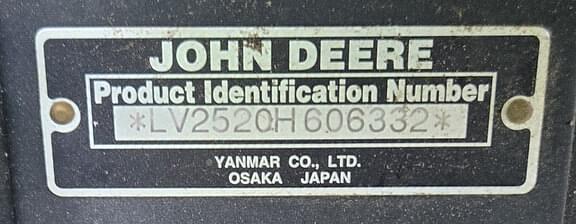 JOHN DEERE
Product Identification Number
*LV2520H606332*
YANMAR CO., LTD.
OSAKA JAPAN